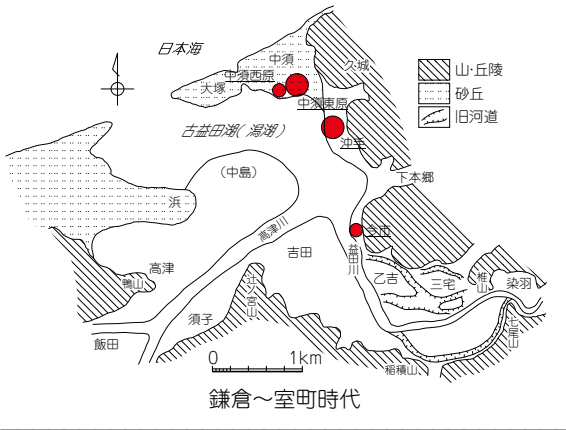 日本海
中須
久城
中須西原
大塚
中須東原
山・丘陵
砂丘
旧河道
古益田湖(潟湖)
沖手
(中島)
下本郷
浜
高津川
今市
吉田
益田川
高津
鴨山
乙吉
三宅
椎山
染羽
辻ノ宮山
須子
飯田
七尾山
稲積山
0 1km
鎌倉～室町時代